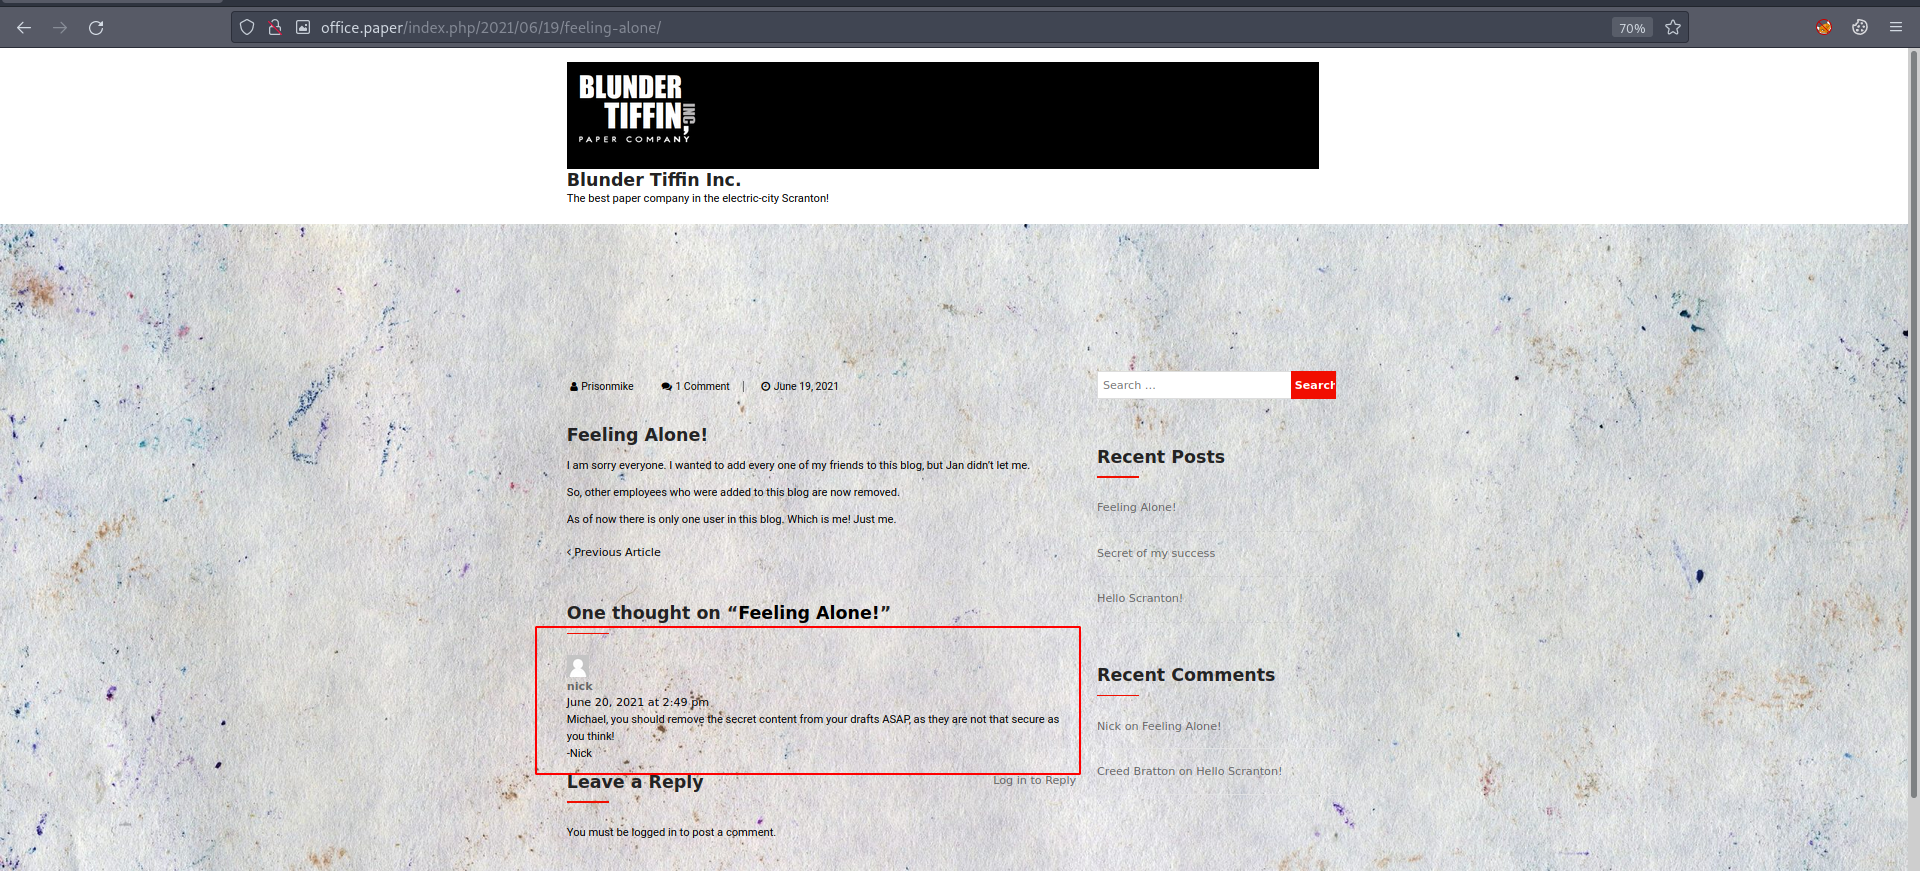 office.paper/index.php/2021/06/19/feeling-alone/
70%
BLUNDER
TIFFIN, INC
PAPER COMPANY
Blunder Tiffin Inc.
The best paper company in the electric-city Scranton!
Prisonmike 1 Comment | June 19, 2021
Feeling Alone!
I am sorry everyone. I wanted to add every one of my friends to this blog, but Jan didn't let me.
So, other employees who were added to this blog are now removed.
As of now there is only one user in this blog. Which is me! Just me.
‹ Previous Article
One thought on “Feeling Alone!”
nick
June 20, 2021 at 2:49 pm
Michael, you should remove the secret content from your drafts ASAP, as they are not that secure as
you think!
-Nick
Log in to Reply
Leave a Reply
You must be logged in to post a comment.
Search ...
Search
Recent Posts
Feeling Alone!
Secret of my success
Hello Scranton!
Recent Comments
Nick on Feeling Alone!
Creed Bratton on Hello Scranton!